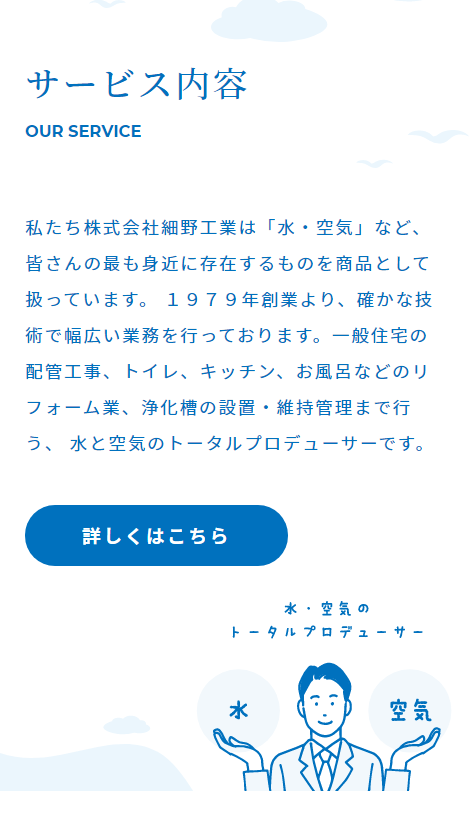 サービス内容
OUR SERVICE
私たち株式会社細野工業は「水・空気」など、
皆さんの最も身近に存在するものを商品として
扱っています。 １９７９年創業より、確かな技
術で幅広い業務を行っております。一般住宅の
配管工事、トイレ、キッチン、お風呂などのリ
フォーム業、浄化槽の設置・維持管理まで行
う、 水と空気のトータルプロデューサーです。
詳しくはこちら
水・空気の
トータルプロデューサー
水
空気